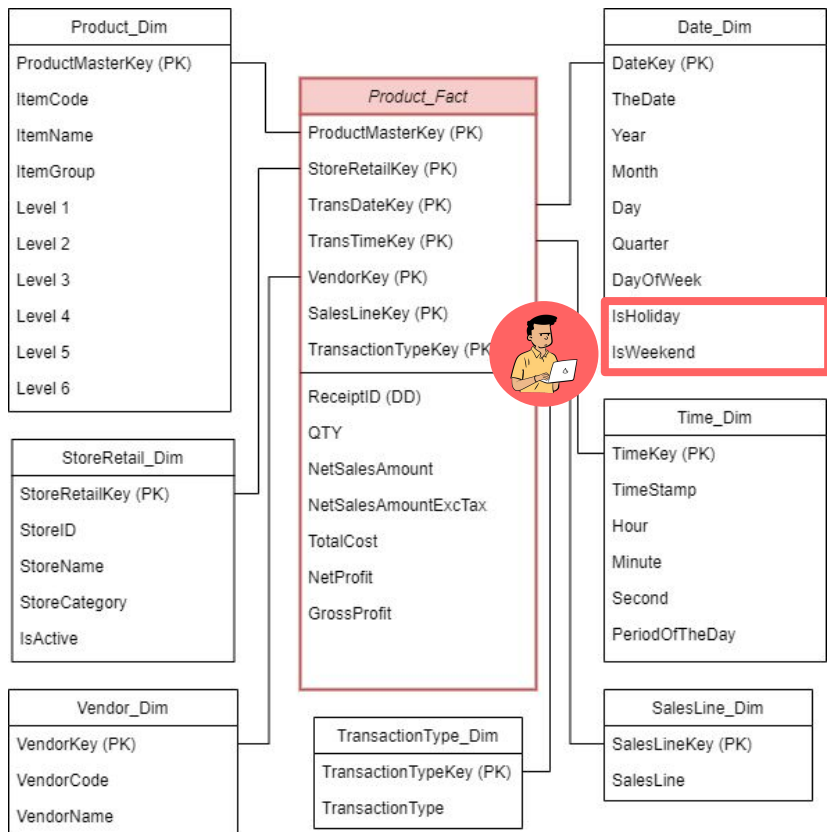 Product_Dim
ProductMasterKey (PK)
ItemCode
ItemName
ItemGroup
Level 1
Level 2
Level 3
Level 4
Level 5
Level 6
StoreRetail_Dim
StoreRetailKey (PK)
StoreID
StoreName
StoreCategory
IsActive
Vendor_Dim
VendorKey (PK)
VendorCode
VendorName
Product_Fact
ProductMasterKey (PK)
StoreRetailKey (PK)
TransDateKey (PK)
TransTimeKey (PK)
VendorKey (PK)
SalesLineKey (PK)
TransactionTypeKey (PK
ReceiptID (DD)
QTY
NetSalesAmount
NetSalesAmountExcTax
TotalCost
NetProfit
GrossProfit
TransactionType_Dim
TransactionTypeKey (PK)
TransactionType
Date_Dim
DateKey (PK)
TheDate
Year
Month
Day
Quarter
DayOfWeek
IsHoliday
IsWeekend
Time_Dim
TimeKey (PK)
TimeStamp
Hour
Minute
Second
PeriodOfTheDay
SalesLine_Dim
SalesLineKey (PK)
SalesLine